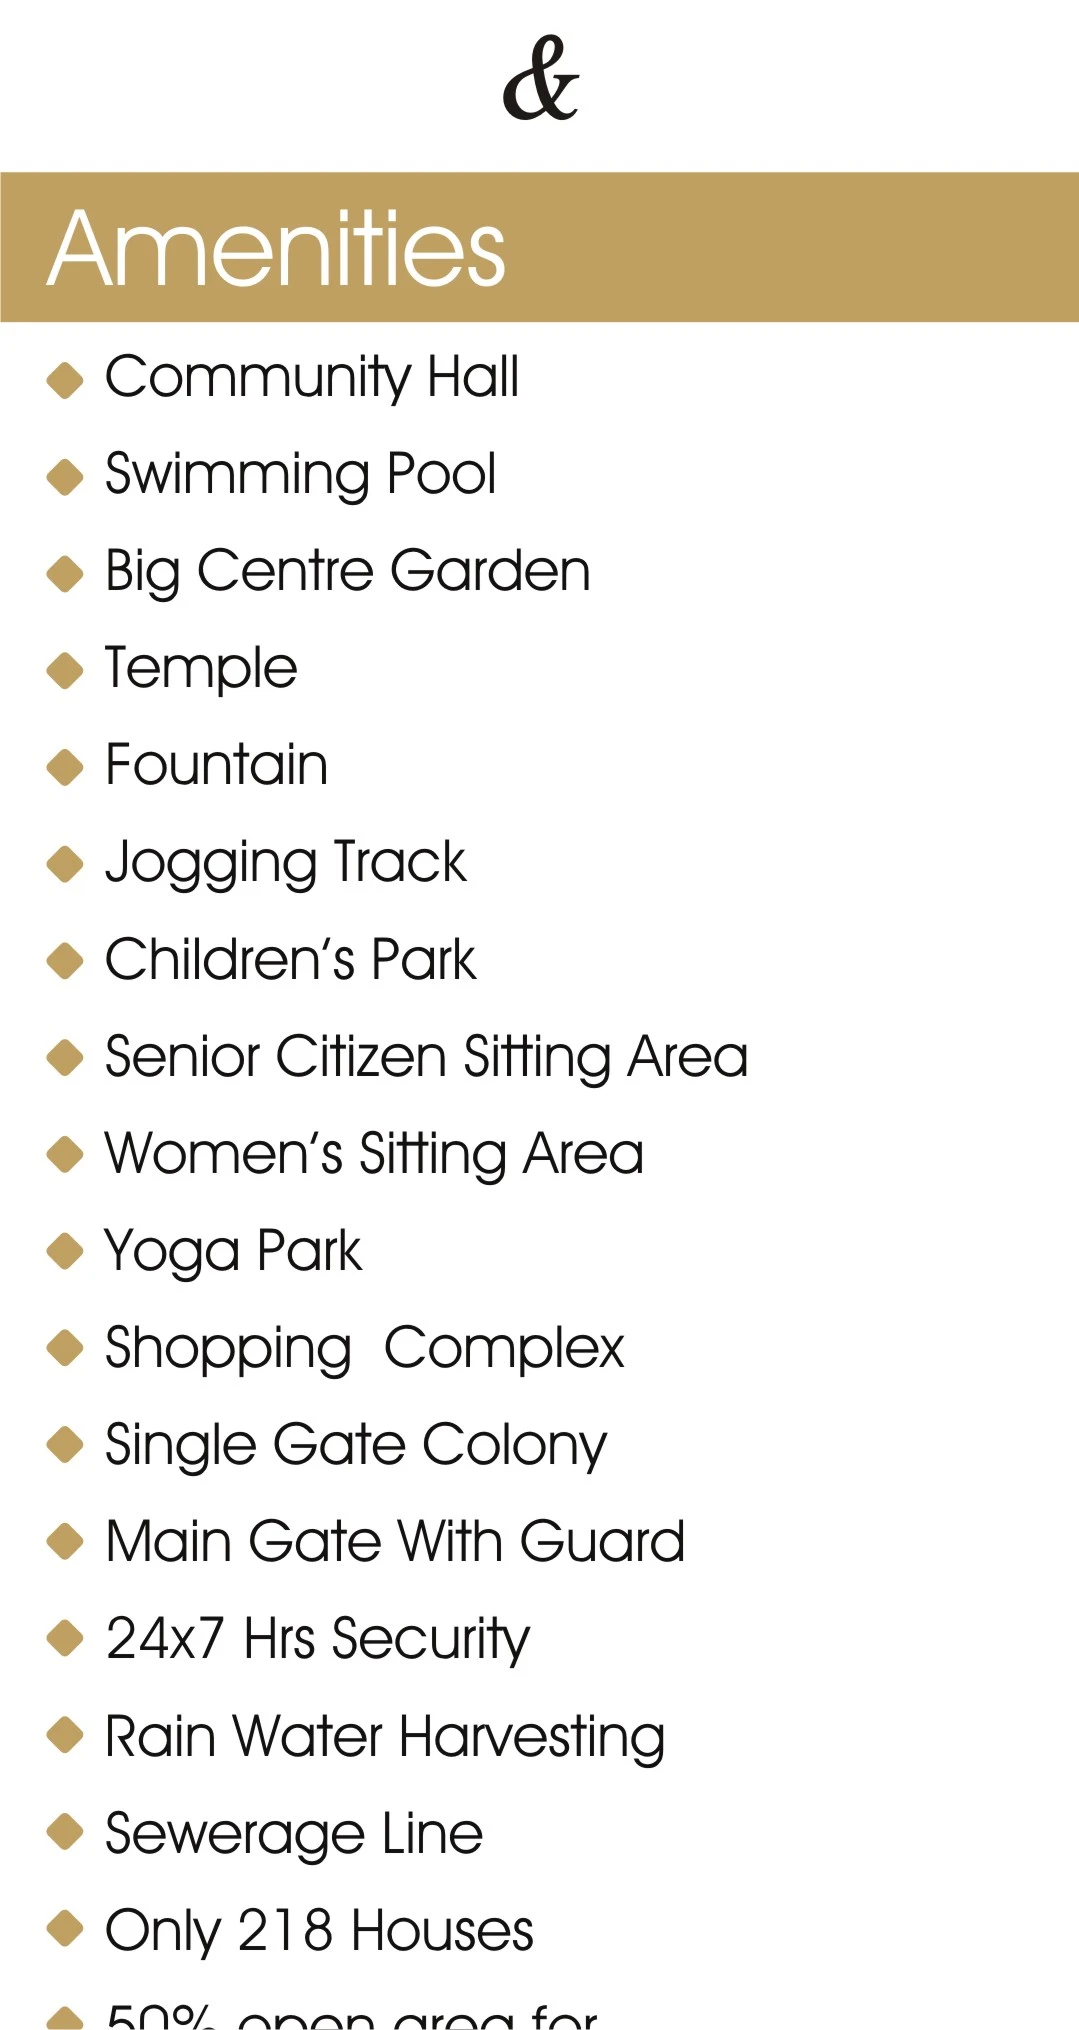 &
Amenities
Community Hall
Swimming Pool
Big Centre Garden
Temple
Fountain
Jogging Track
Children's Park
Senior Citizen Sitting Area
Women's Sitting Area
Yoga Park
Shopping  Complex
Single Gate Colony
Main Gate With Guard
24x7 Hrs Security
Rain Water Harvesting
Sewerage Line
Only 218 Houses
50% open area for